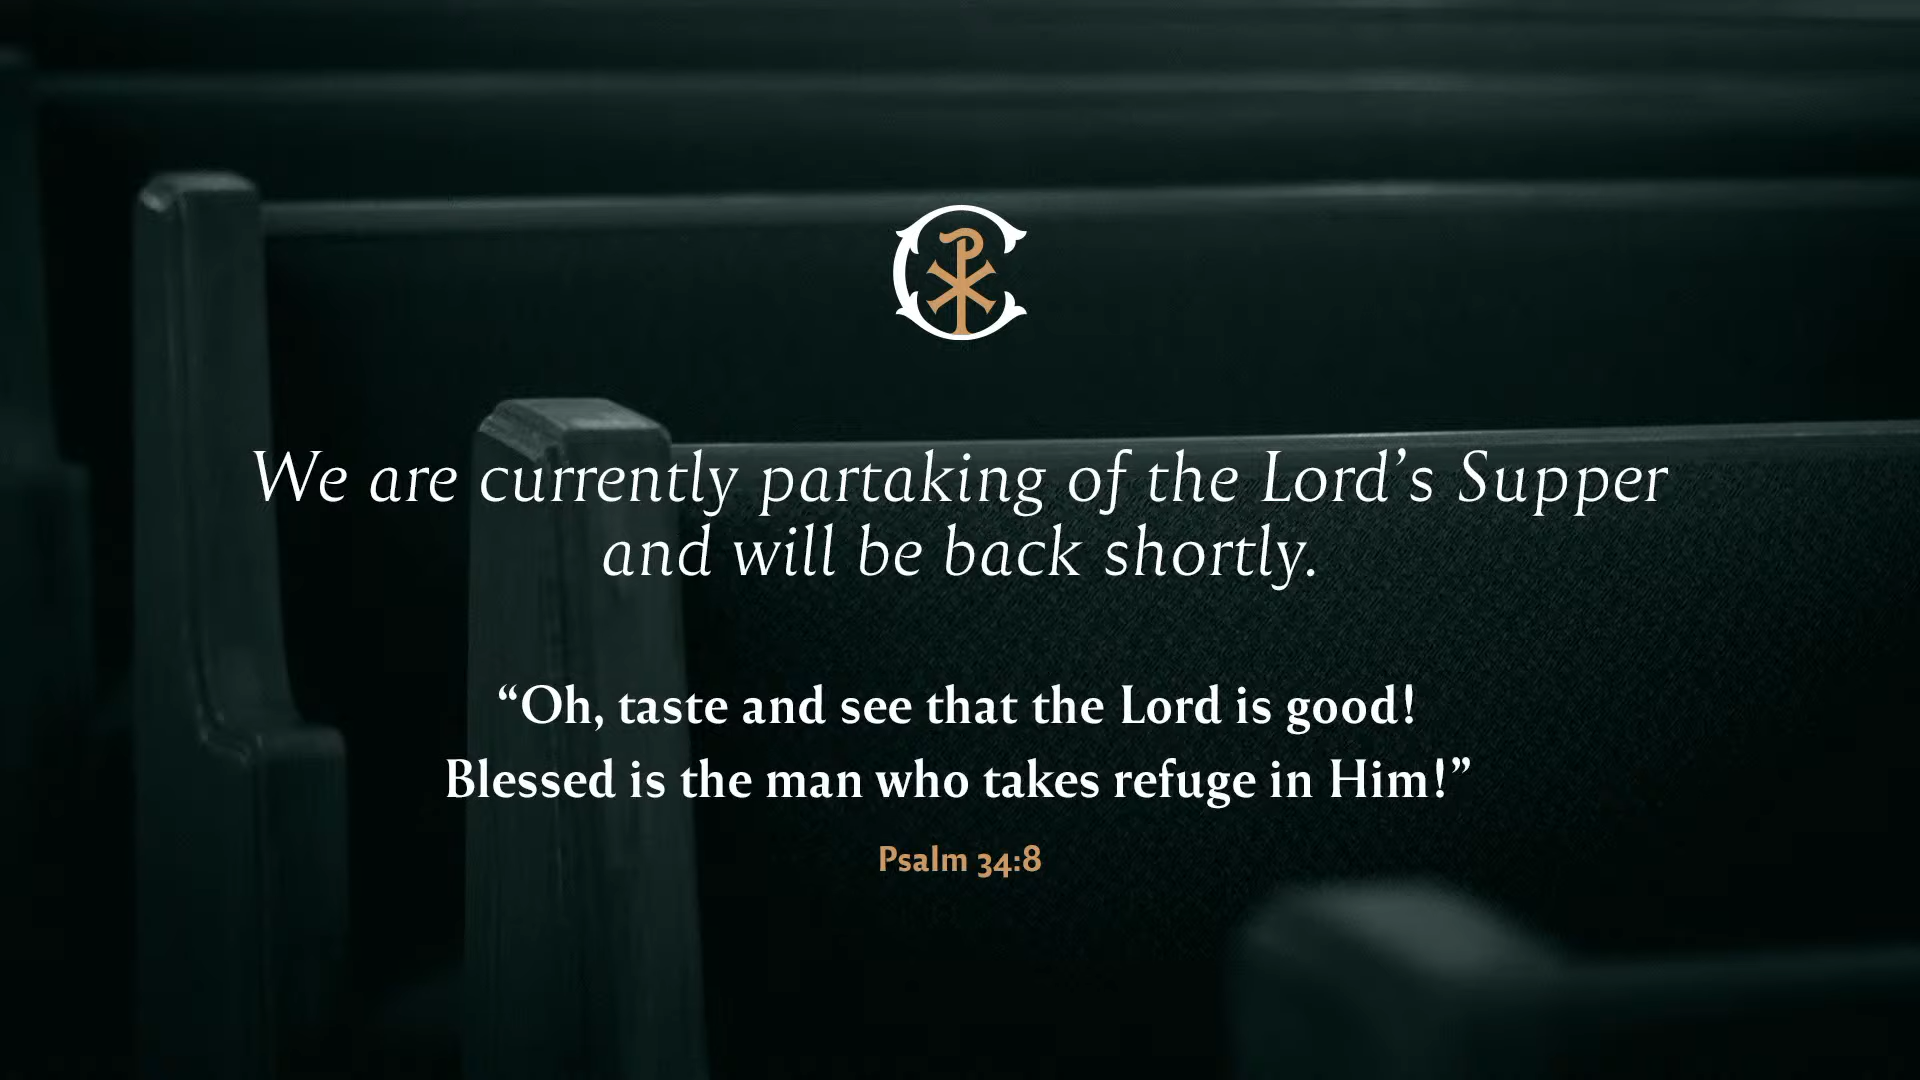 We are currently partaking of the Lord’s Supper
and will be back shortly.
“Oh, taste and see that the Lord is good!
Blessed is the man who takes refuge in Him!”
Psalm 34:8